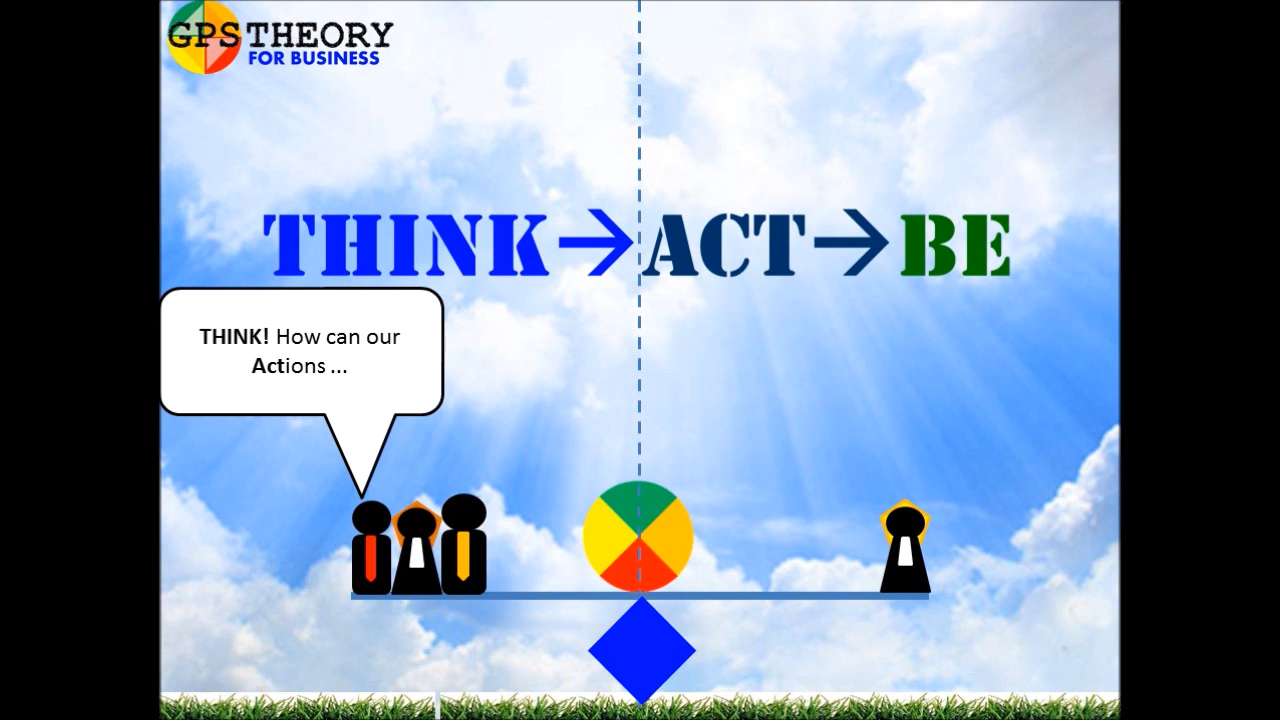 GPS THEORY
FOR BUSINESS
THINK→ACT→BE
THINK! How can our
Actions ...